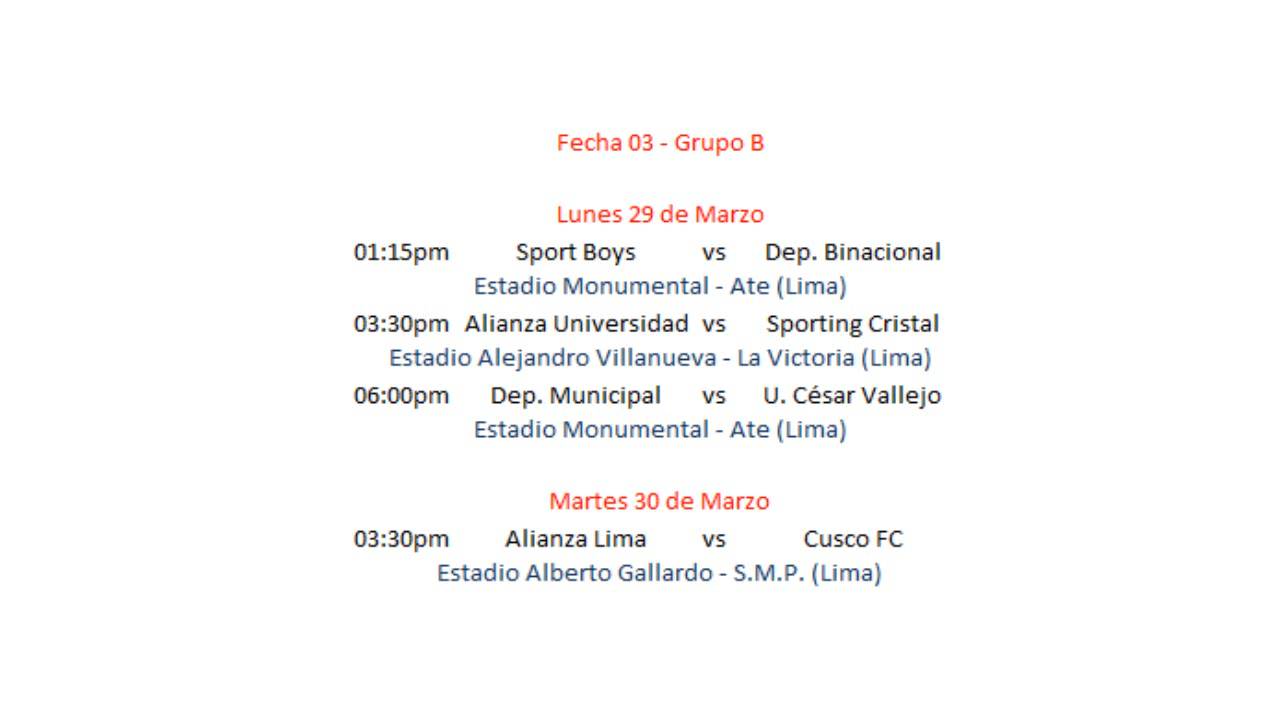 Fecha 03 - Grupo B
Lunes 29 de Marzo
01:15pm Sport Boys vs Dep. Binacional
Estadio Monumental - Ate (Lima)
03:30pm Alianza Universidad vs Sporting Cristal
Estadio Alejandro Villanueva - La Victoria (Lima)
06:00pm Dep. Municipal vs U. César Vallejo
Estadio Monumental - Ate (Lima)
Martes 30 de Marzo
03:30pm Alianza Lima vs Cusco FC
Estadio Alberto Gallardo - S.M.P. (Lima)